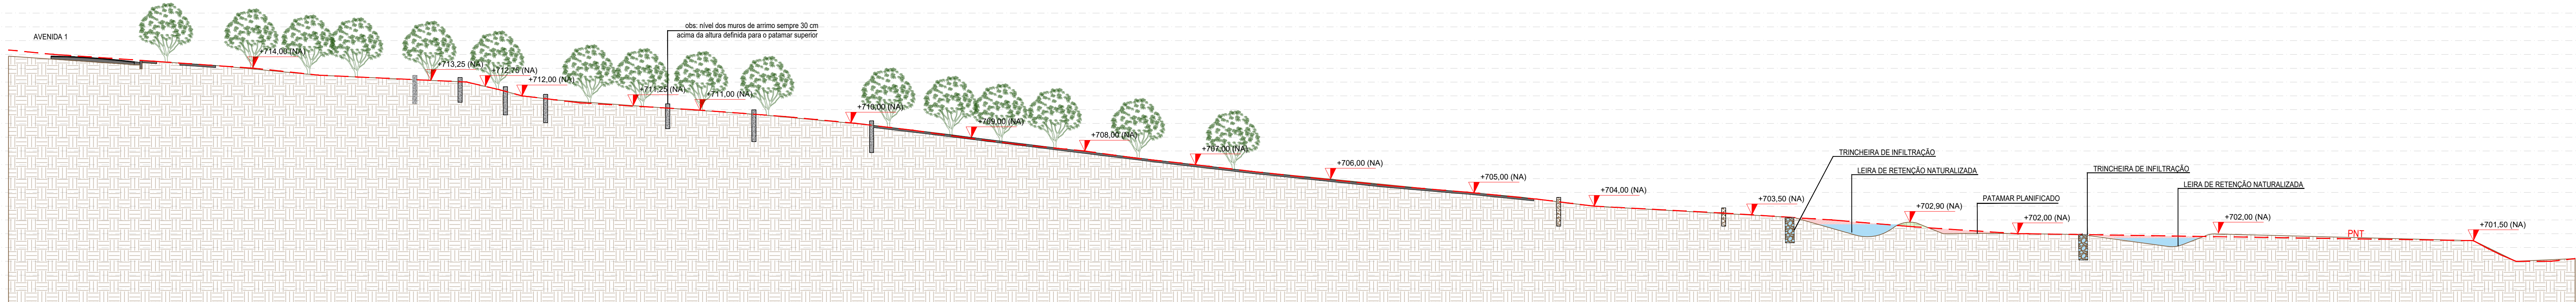 AVENIDA 1
+714,00 (NA)
+713,25 (NA)
+712,75 (NA)
+712,00 (NA)
+711,25 (NA)
obs: nível dos muros de arrimo sempre 30 cm
acima da altura definida para o patamar superior
+711,00 (NA)
+710,00 (NA)
+709,00 (NA)
+708,00 (NA)
+707,00 (NA)
+706,00 (NA)
+705,00 (NA)
+704,00 (NA)
+703,50 (NA)
TRINCHEIRA DE INFILTRAÇÃO
LEIRA DE RETENÇÃO NATURALIZADA
+702,90 (NA)
PATAMAR PLANIFICADO
+702,00 (NA)
TRINCHEIRA DE INFILTRAÇÃO
LEIRA DE RETENÇÃO NATURALIZADA
+702,00 (NA)
PNT
+701,50 (NA)